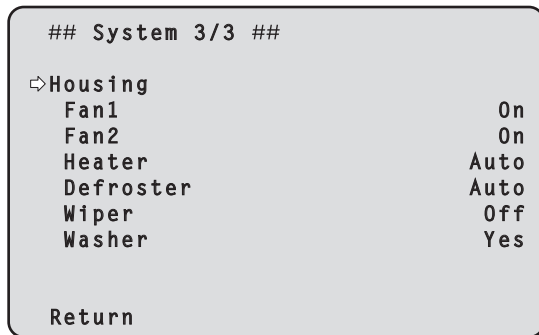 ## System 3/3 ##
⇨Housing
Fan1 On
Fan2 On
Heater Auto
Defroster Auto
Wiper Off
Washer Yes
Return